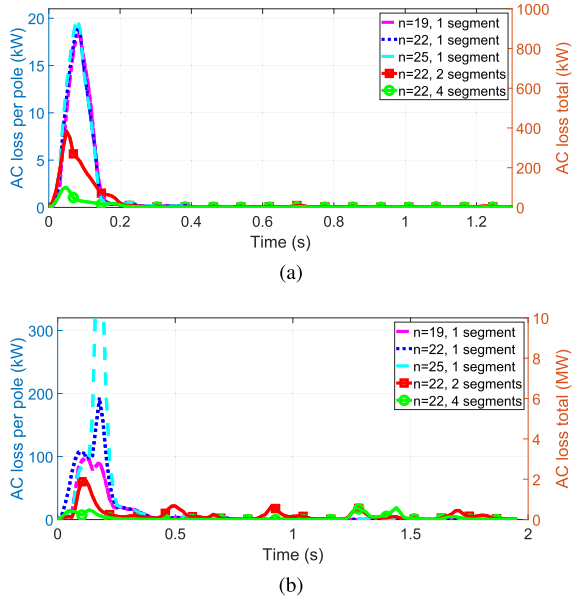 AC loss per pole (kW)
20
15
10
5
0
0
0.2
0.4
0.6
0.8
1
1.2
Time (s)
1000
800
600
400
200
0
AC loss total (kW)
n=19, 1 segment
n=22, 1 segment
n=25, 1 segment
n=22, 2 segments
n=22, 4 segments
(a)
AC loss per pole (kW)
300
200
100
0
0
0.5
1
1.5
2
Time (s)
10
8
6
4
2
0
AC loss total (MW)
n=19, 1 segment
n=22, 1 segment
n=25, 1 segment
n=22, 2 segments
n=22, 4 segments
(b)